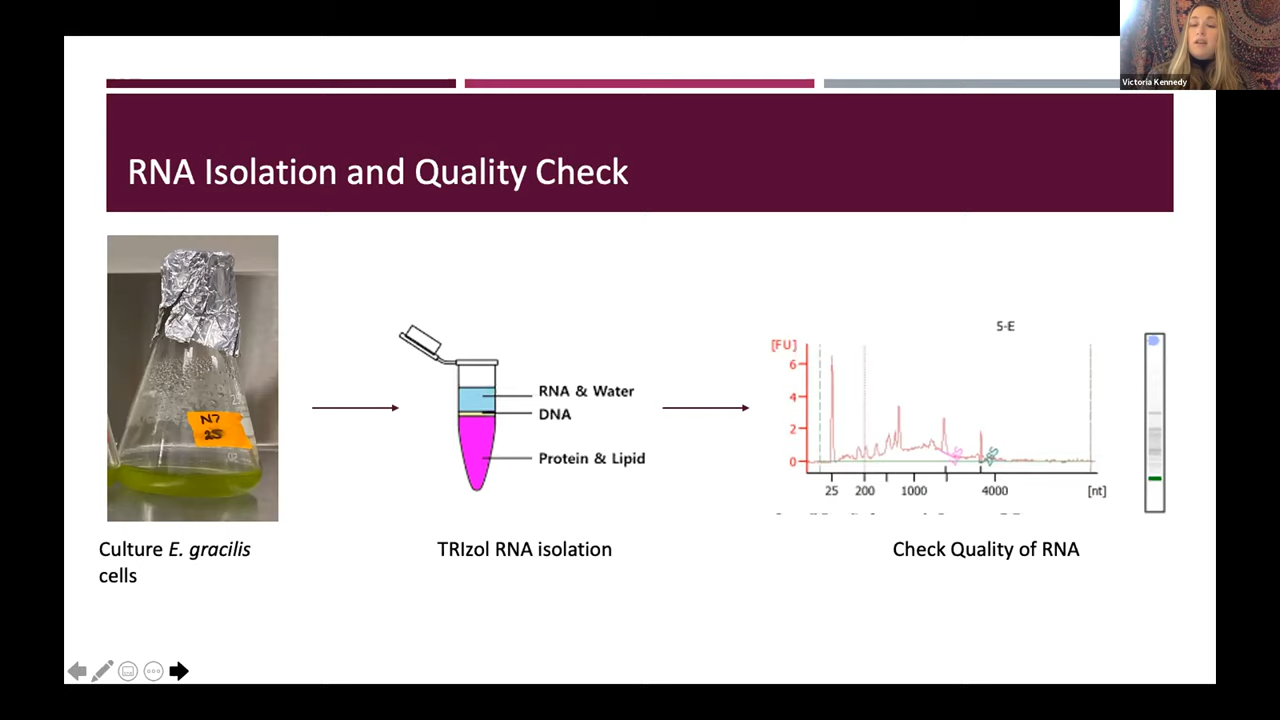 Victoria Kennedy
RNA Isolation and Quality Check
N7
25
RNA & Water
DNA
Protein & Lipid
S-E
[FU]
6
4
2
0
25 200 1000 4000 [nt]
Culture E. gracilis
cells
TRIzol RNA isolation
Check Quality of RNA